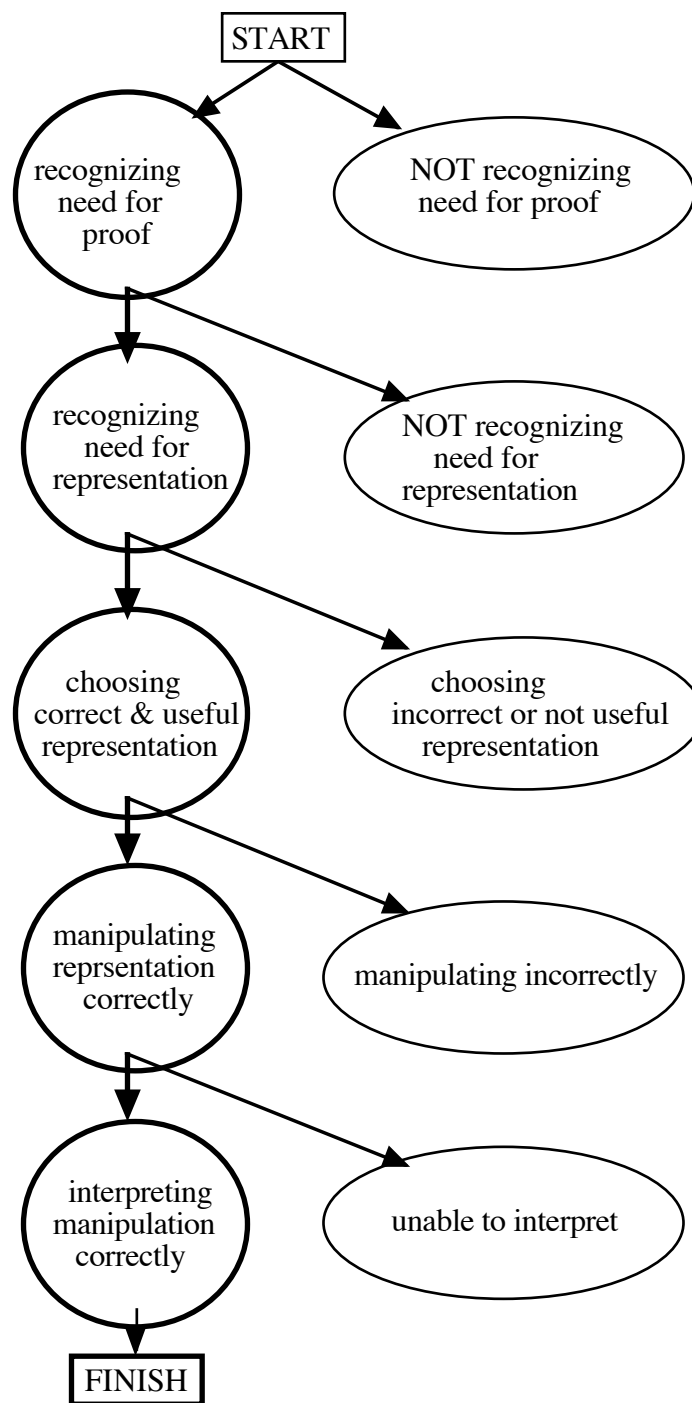 START
recognizing
need for
proof
NOT recognizing
need for proof
recognizing
need for
representation
NOT recognizing
need for
representation
choosing
correct & useful
representation
choosing
incorrect or not useful
representation
manipulating
reprsentation
correctly
manipulating incorrectly
interpreting
manipulation
correctly
unable to interpret
FINISH